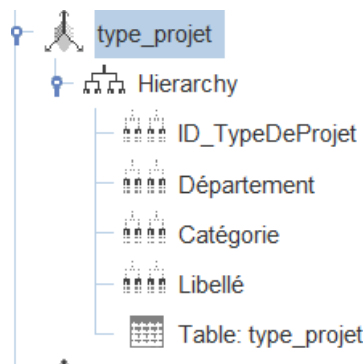 type_projet
Hierarchy
ID_TypeDeProjet
Département
Catégorie
Libellé
Table: type_projet